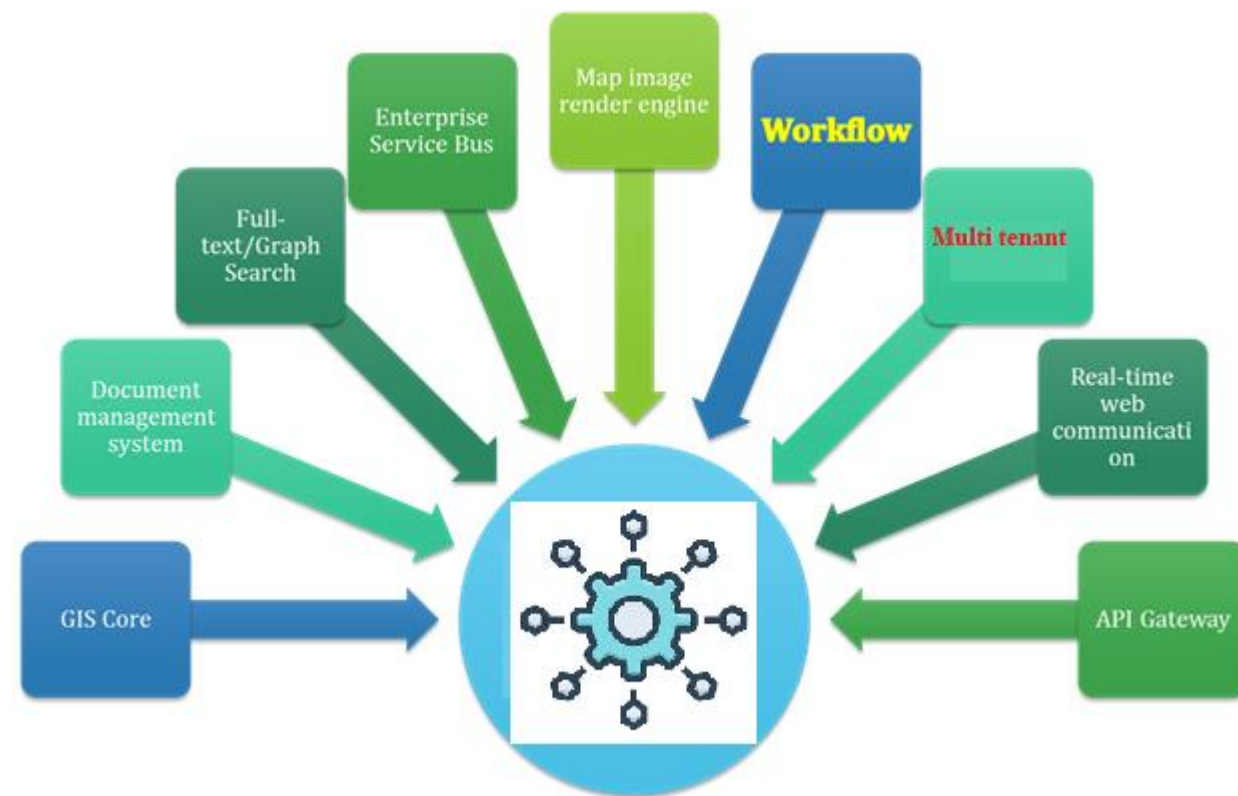 GIS Core
Document
management
system
Full-
text/Graph
Search
Enterprise
Service Bus
Map image
render engine
Workflow
Multi tenant
Real-time
web
communicati
on
API Gateway